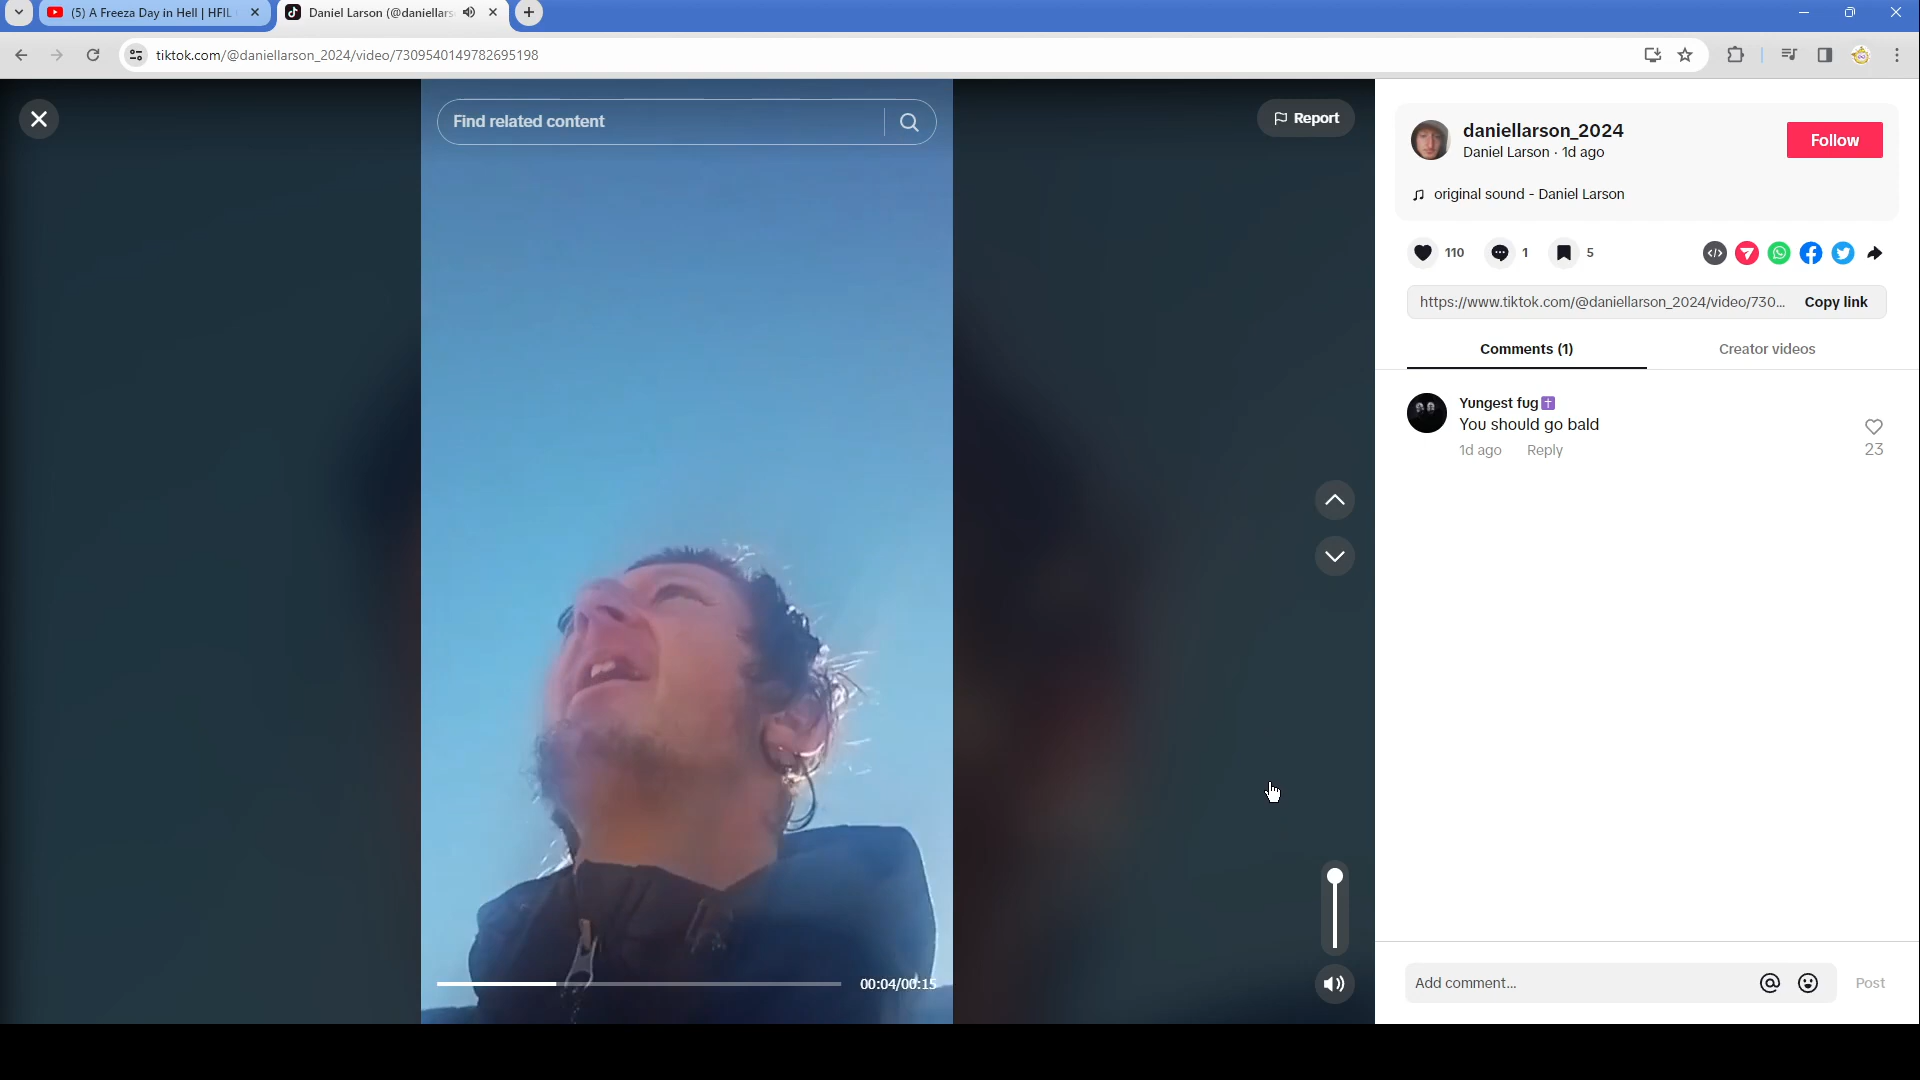 (5) A Freeza Day in Hell | HFIL
Daniel Larson (@daniellars
tiktok.com/@daniellarson_2024/video/7309540149782695198
Find related content
Report
daniellarson_2024
Daniel Larson · 1d ago
Follow
original sound - Daniel Larson
110
1
5
https://www.tiktok.com/@daniellarson_2024/video/730...
Copy link
Comments (1)
Creator videos
Yungest fug
You should go bald
1d ago
Reply
23
00:04/00:15
Add comment...
Post